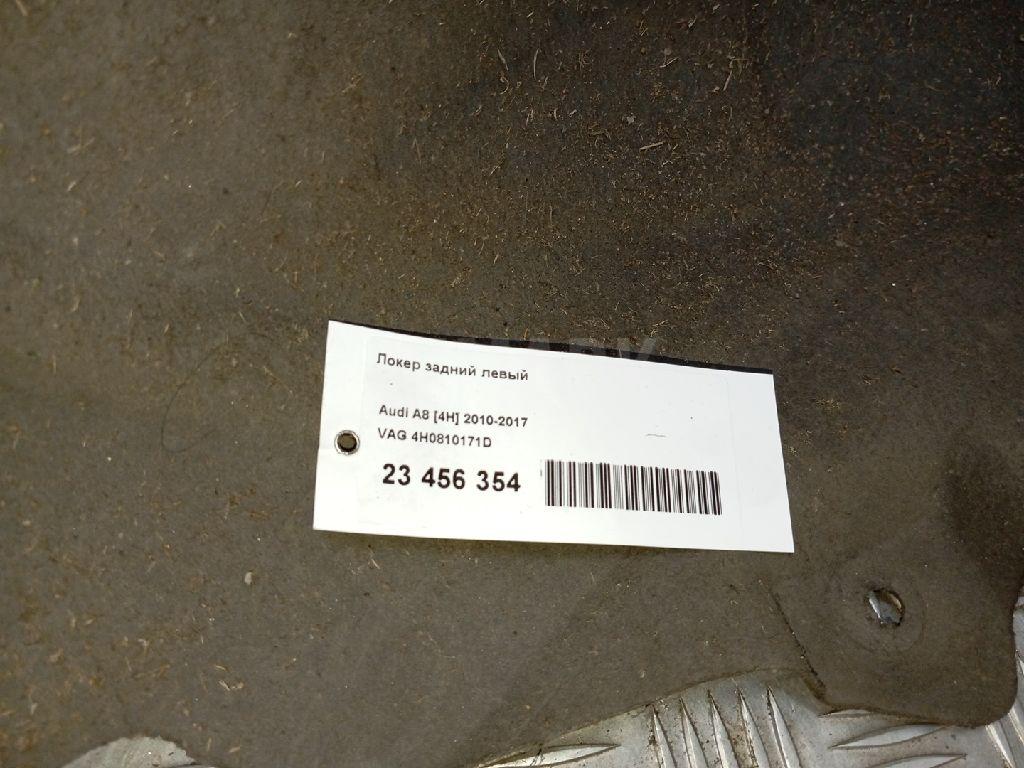 Локер задний левый
Audi A8 [4H] 2010-2017
VAG 4H0810171D
23 456 354